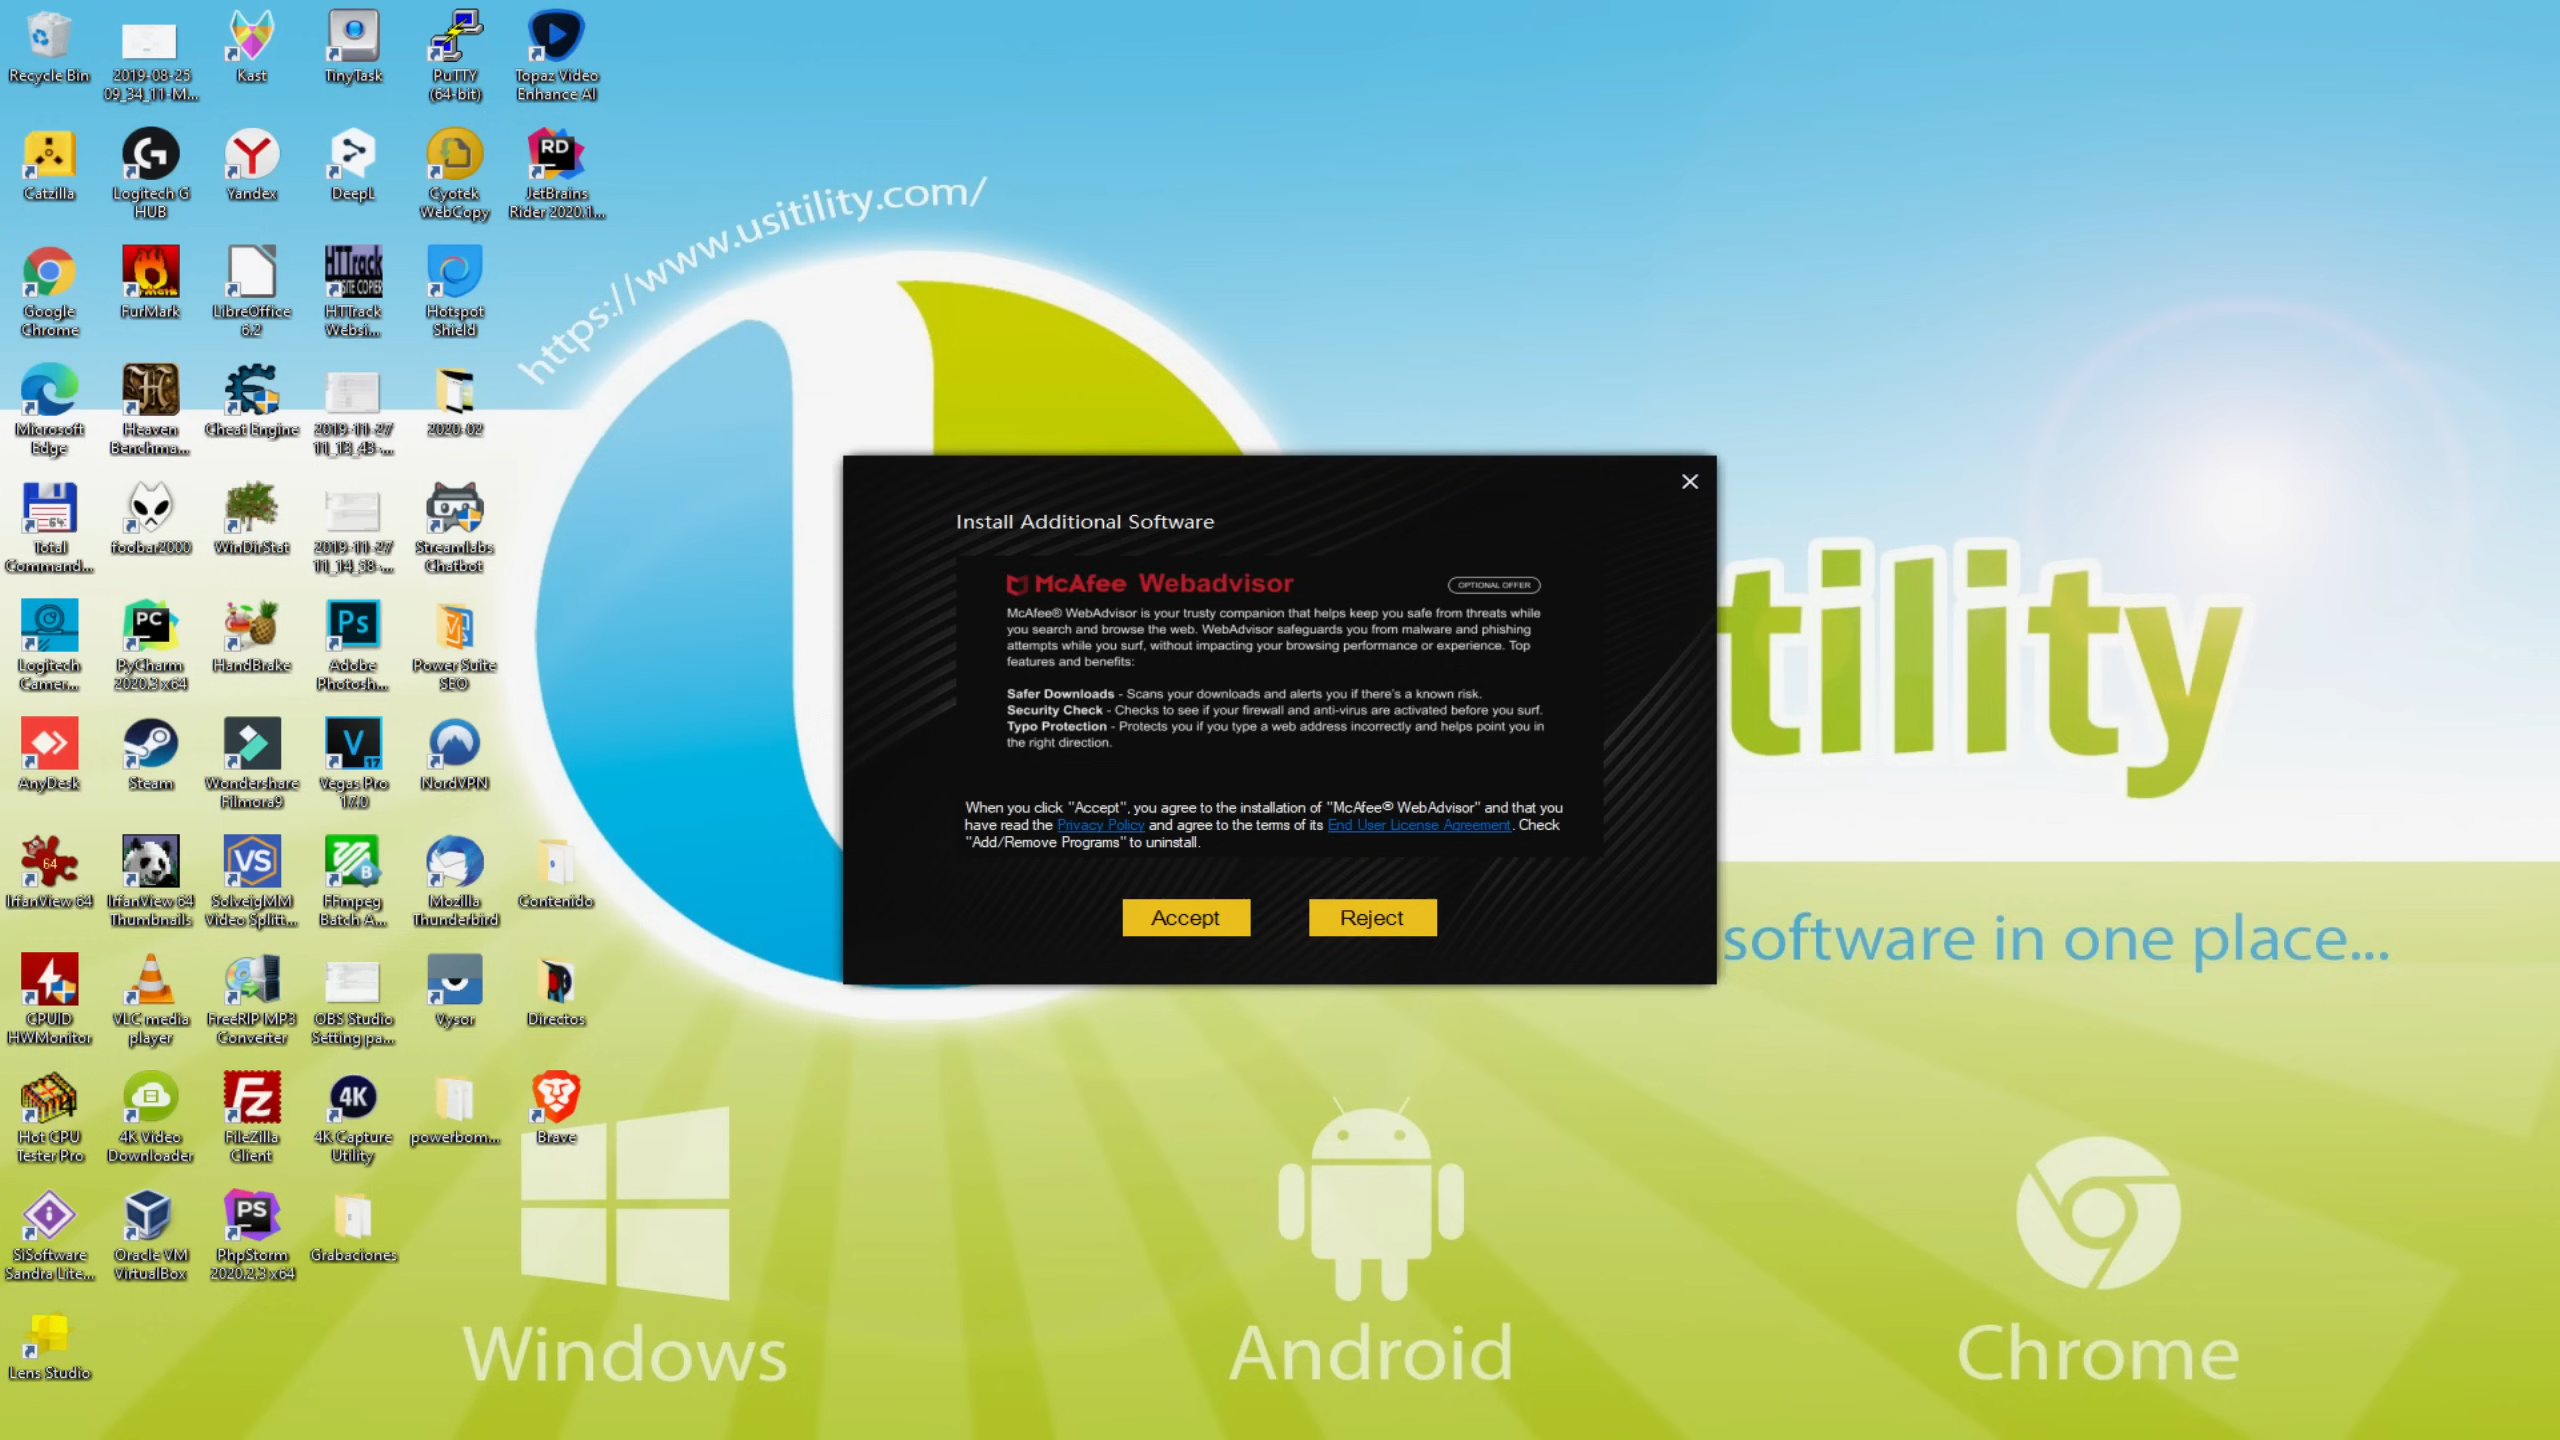 Recycle Bin
2019-08-25
09_34_11-M...
Kast
TinyTask
PuTTY
(64-bit)
Topaz Video
Enhance AI
Catzilla
Logitech G
HUB
Yandex
DeepL
Cyotek
WebCopy
JetBrains
Rider 2020.1...
Google
Chrome
FurMark
LibreOffice
6.2
HTTrack
Websi...
Hotspot
Shield
Microsoft
Edge
Heaven
Benchma...
Cheat Engine
2019-11-27
11_13_43-...
2020-02
Total
Command...
foobar2000
WinDirStat
2019-11-27
11_14_38-...
Streamlabs
Chatbot
Logitech
Camer...
PyCharm
2020.3 x64
HandBrake
Adobe
Photosh...
Power Suite
SEO
AnyDesk
Steam
Wondershare
Filmora9
Vegas Pro
17.0
NordVPN
IrfanView 64
IrfanView 64
Thumbnails
SolveigMM
Video Splitt...
FFmpeg
Batch A...
Mozilla
Thunderbird
Contenido
CPUID
HWMonitor
VLC media
player
FreeRIP MP3
Converter
OBS Studio
Setting pa...
Vysor
Directos
Hot CPU
Tester Pro
4K Video
Downloader
FileZilla
Client
4K Capture
Utility
powerbom...
Brave
SiSoftware
Sandra Lite...
Oracle VM
VirtualBox
PhpStorm
2020.2.3 x64
Grabaciones
Lens Studio
https://www.usitility.com/
Install Additional Software
McAfee Webadvisor
OPTIONAL OFFER
McAfee® WebAdvisor is your trusty companion that helps keep you safe from threats while
you search and browse the web. WebAdvisor safeguards you from malware and phishing
attempts while you surf, without impacting your browsing performance or experience. Top
features and benefits:
Safer Downloads - Scans your downloads and alerts you if there's a known risk.
Security Check - Checks to see if your firewall and anti-virus are activated before you surf.
Typo Protection - Protects you if you type a web address incorrectly and helps point you in
the right direction.
When you click "Accept", you agree to the installation of "McAfee® WebAdvisor" and that you
have read the Privacy Policy and agree to the terms of its End User License Agreement. Check
"Add/Remove Programs" to uninstall.
Accept
Reject
tility
software in one place...
Windows
Android
Chrome